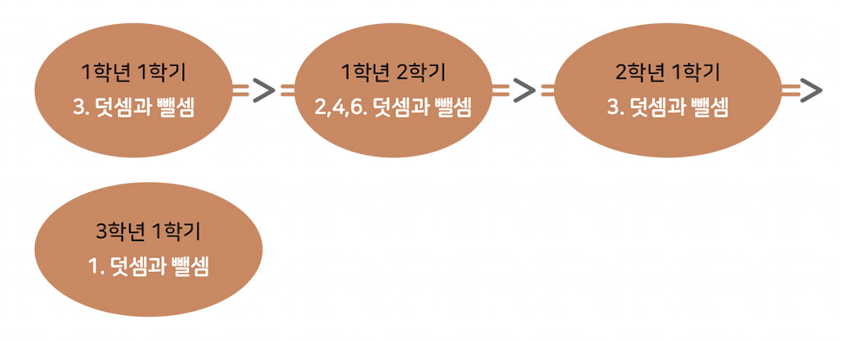 1학년 1학기
3. 덧셈과 뺄셈
1학년 2학기
2,4,6. 덧셈과 뺄셈
2학년 1학기
3. 덧셈과 뺄셈
3학년 1학기
1. 덧셈과 뺄셈